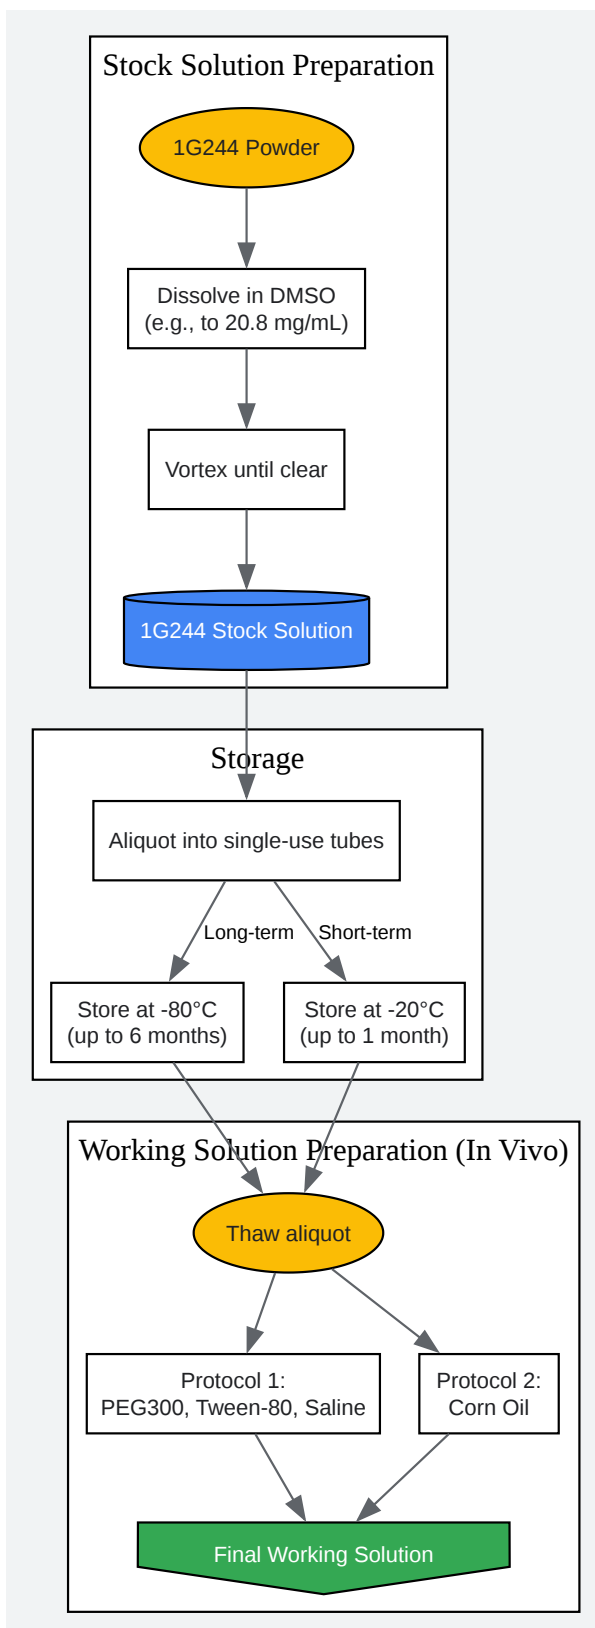 Stock Solution Preparation
1G244 Powder
Dissolve in DMSO
(e.g., to 20.8 mg/mL)
Vortex until clear
1G244 Stock Solution
Storage
Aliquot into single-use tubes
Long-term
Short-term
Store at -80°C
(up to 6 months)
Store at -20°C
(up to 1 month)
Working Solution Preparation (In Vivo)
Thaw aliquot
Protocol 1:
PEG300, Tween-80, Saline
Protocol 2:
Corn Oil
Final Working Solution